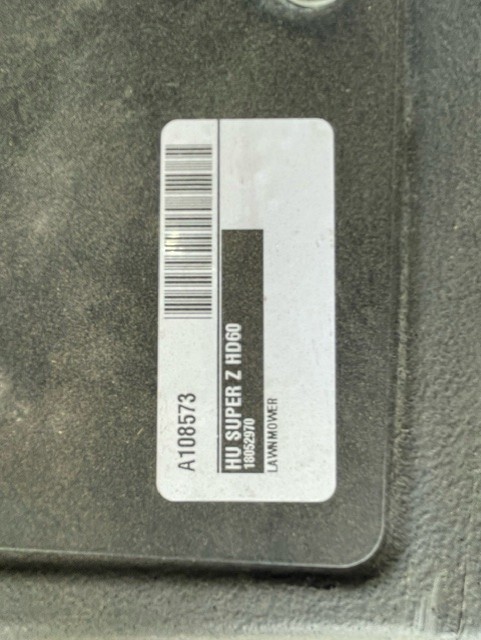 A108573
HU SUPER Z HD60
18052970
LAWNMOWER